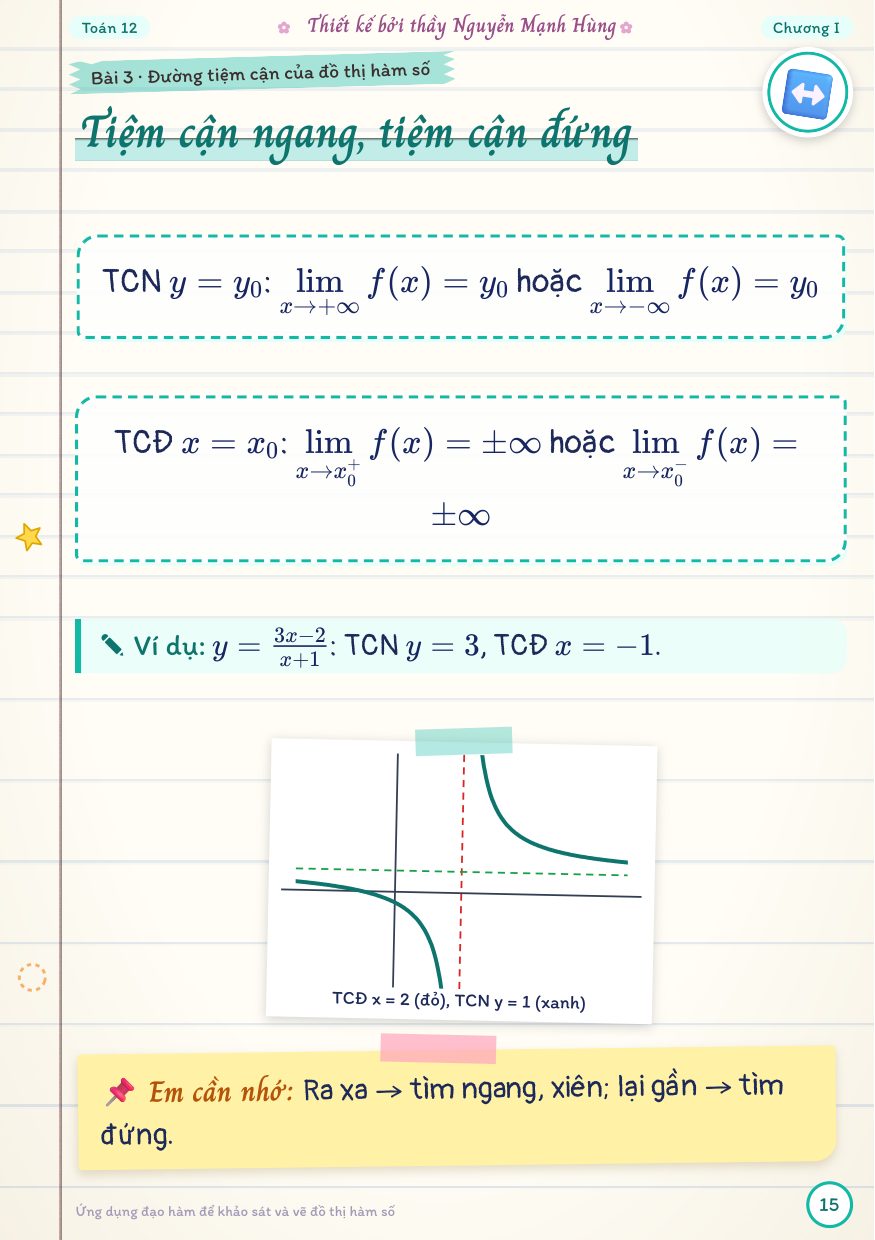 Toán 12
Thiết kế bởi thầy Nguyễn Mạnh Hùng
Chương I
Bài 3 · Đường tiệm cận của đồ thị hàm số
Tiệm cận ngang, tiệm cận đứng
TCN y = y₀: lim_{x→+∞} f(x) = y₀ hoặc lim_{x→−∞} f(x) = y₀
TCĐ x = x₀: lim_{x→x₀⁺} f(x) = ±∞ hoặc lim_{x→x₀⁻} f(x) =
±∞
Ví dụ: y = (3x−2)/(x+1): TCN y = 3, TCĐ x = −1.
TCĐ x = 2 (đỏ), TCN y = 1 (xanh)
Em cần nhớ: Ra xa → tìm ngang, xiên; lại gần → tìm
đứng.
Ứng dụng đạo hàm để khảo sát và vẽ đồ thị hàm số
15